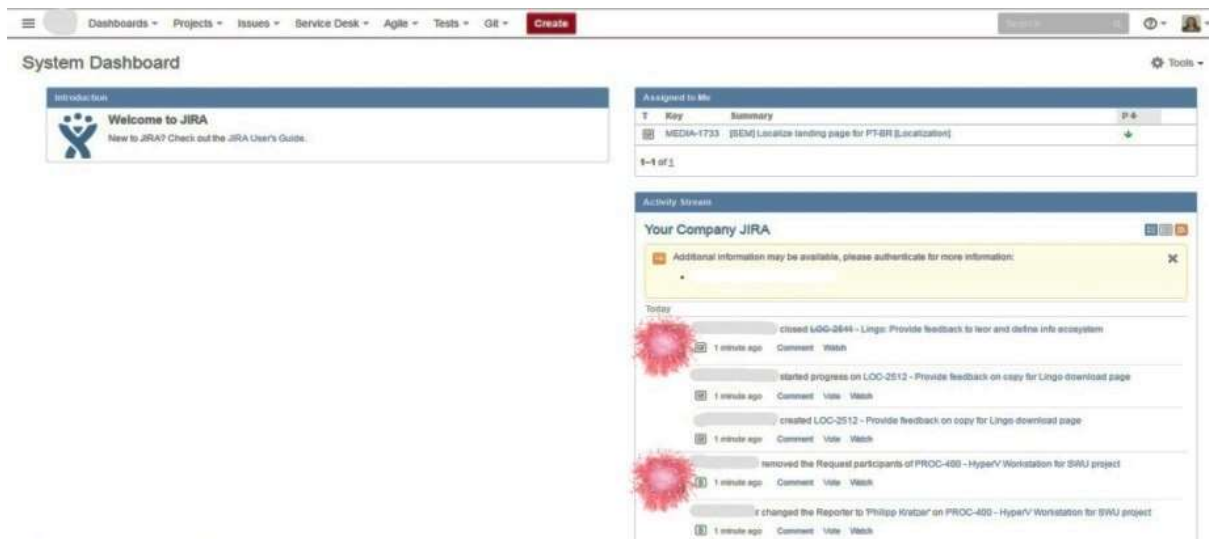 Dashboards Projects Issues Service Desk Agile Tests Git Create Search
System Dashboard
Tools
Introduction
Welcome to JIRA
New to JIRA? Check out the JIRA User's Guide.
Assigned to Me
T Key Summary P
MEDIA-1733 [SEM] Localize landing page for PT-BR [Localization]
1–1 of 1
Activity Stream
Your Company JIRA
Additional information may be available, please authenticate for more information:
Today
closed LOC-2511 - Lingo: Provide feedback to leor and define info ecosystem
1 minute ago Comment Watch
started progress on LOC-2512 - Provide feedback on copy for Lingo download page
1 minute ago Comment Vote Watch
created LOC-2512 - Provide feedback on copy for Lingo download page
1 minute ago Comment Vote Watch
removed the Request participants of PROC-400 - HyperV Workstation for SWU project
1 minute ago Comment Vote Watch
r changed the Reporter to 'Philipp Kratzer' on PROC-400 - HyperV Workstation for SWU project
1 minute ago Comment Vote Watch